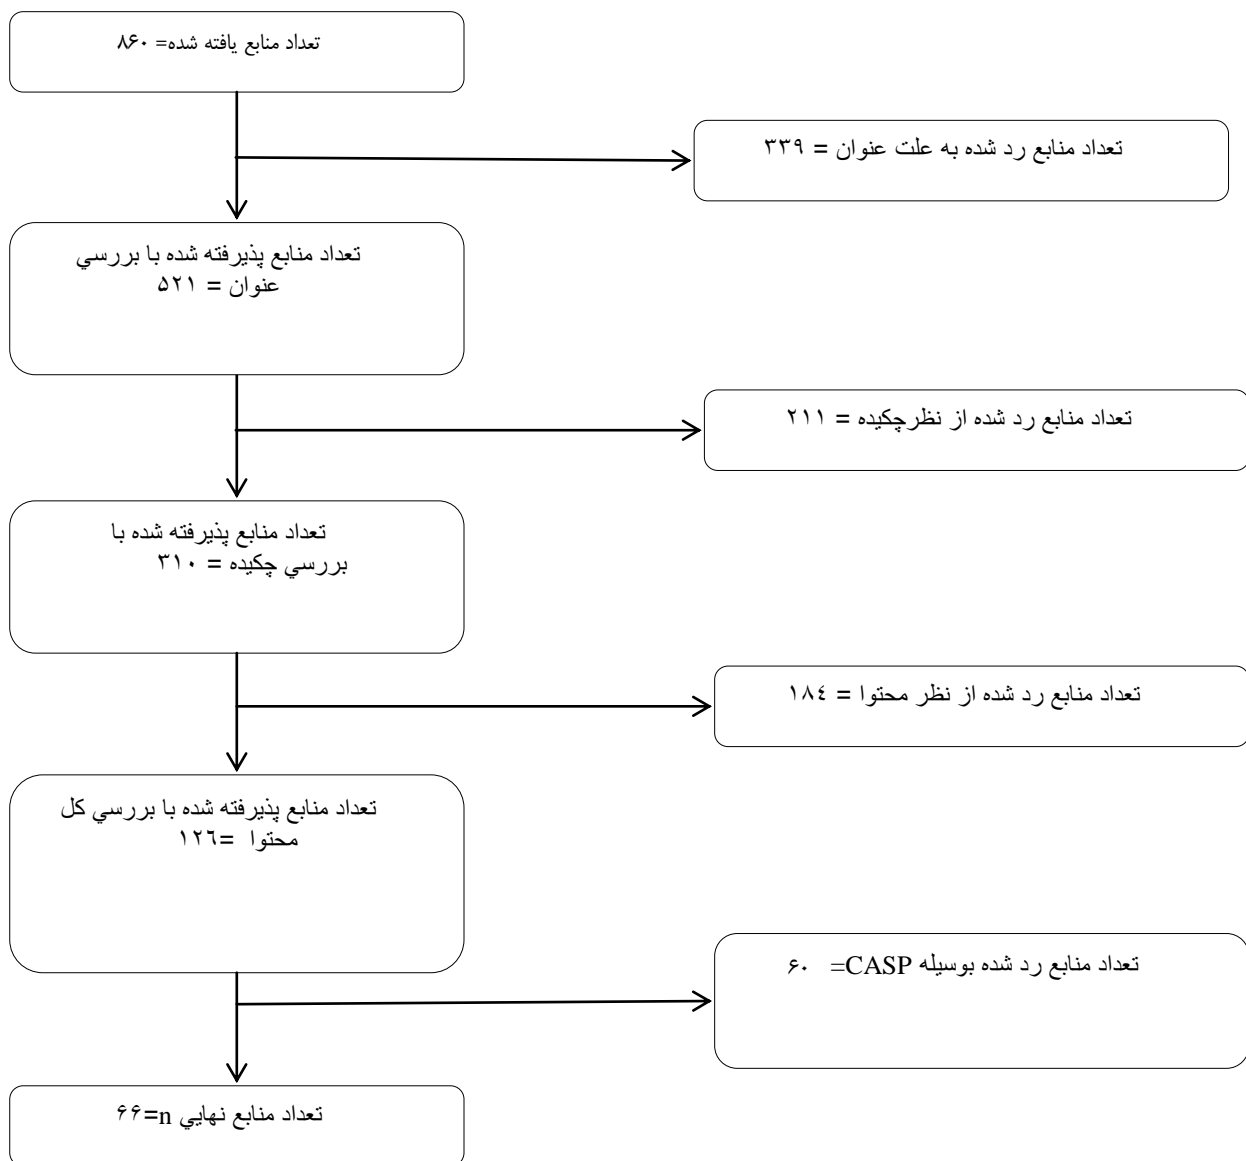 تعداد منابع يافته شده= ۸۶۰
تعداد منابع رد شده به علت عنوان = ۳۳۹
تعداد منابع پذيرفته شده با بررسي
عنوان = ۵۲۱
تعداد منابع رد شده از نظرچكيده = ۲۱۱
تعداد منابع پذيرفته شده با
بررسي چكيده = ۳۱۰
تعداد منابع رد شده از نظر محتوا = ۱۸٤
تعداد منابع پذيرفته شده با بررسي كل
محتوا =۱۲٦
تعداد منابع رد شده بوسيله CASP= ۶۰
تعداد منابع نهايي n=۶۶